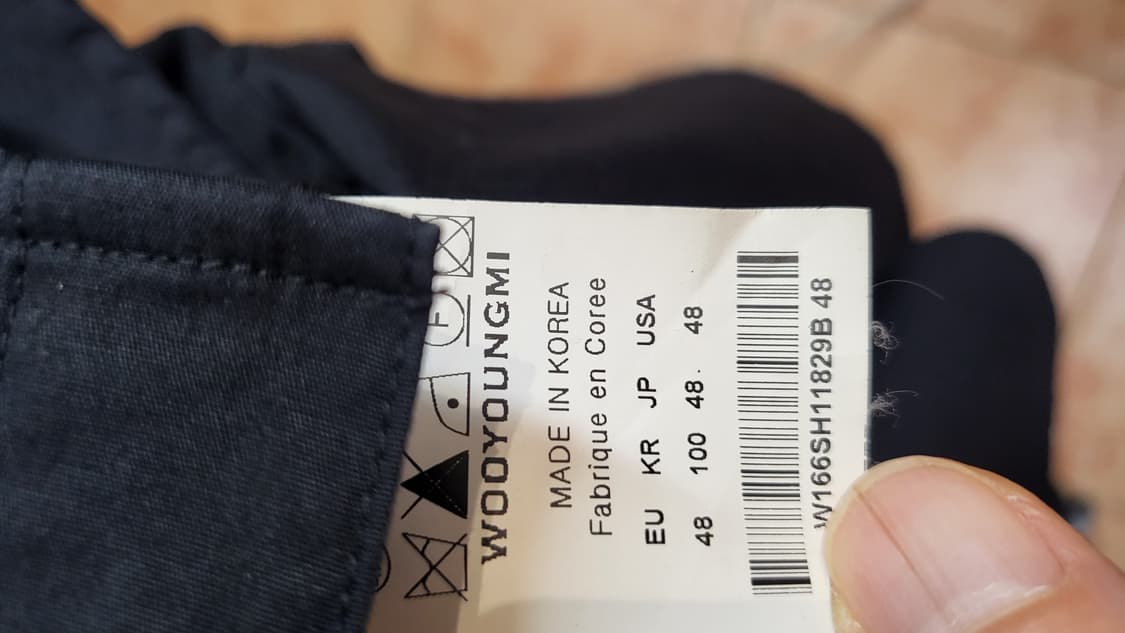 WOOYOUNGMI
MADE IN KOREA
Fabrique en Coree
EU KR JP USA
48 100 48. 48
W166SH11829B 48